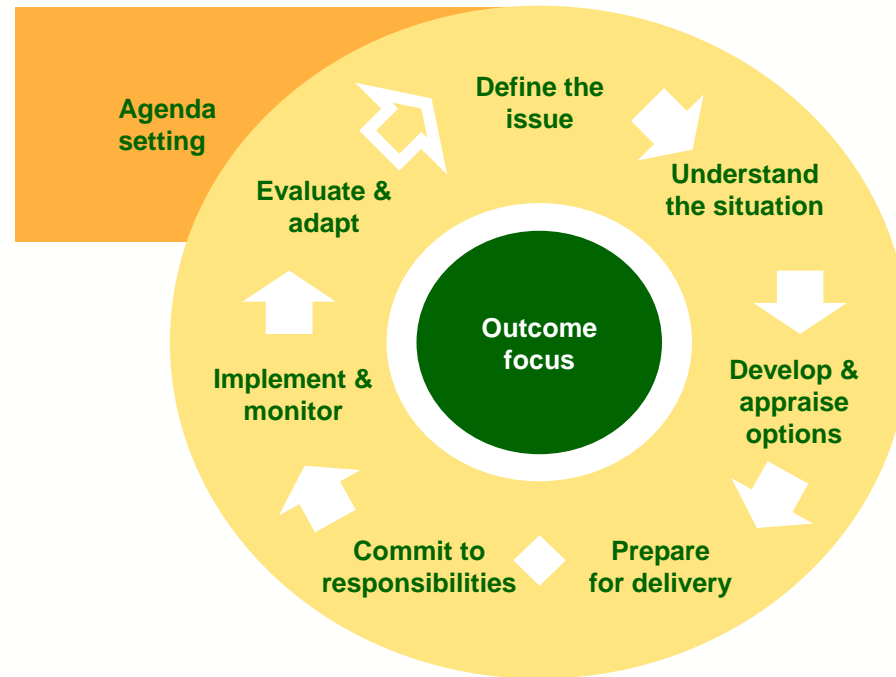 Agenda
setting
Define the
issue
Understand
the situation
Develop &
appraise
options
Prepare
for delivery
Commit to
responsibilities
Implement &
monitor
Evaluate &
adapt
Outcome
focus